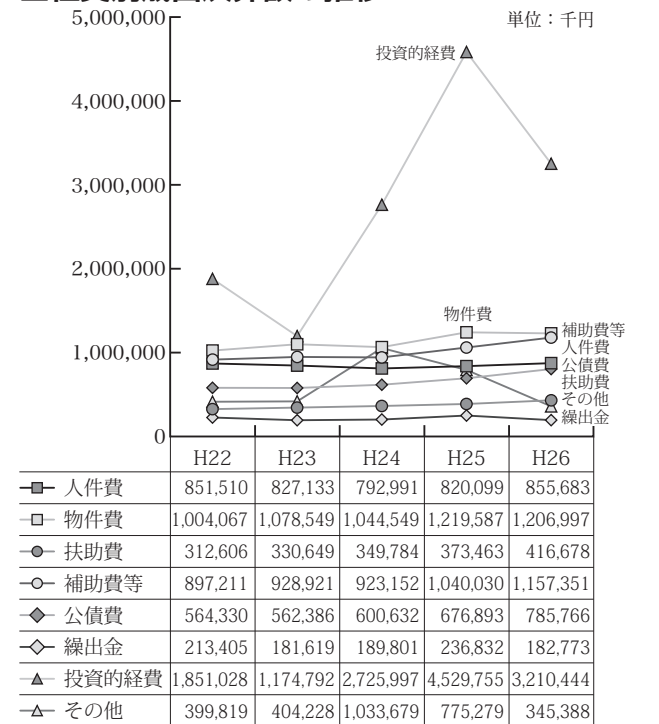 5,000,000
単位：千円
投資的経費
4,000,000
3,000,000
2,000,000
物件費
補助費等
人件費
1,000,000
公債費
扶助費
その他
繰出金
0
H22 H23 H24 H25 H26
人件費 851,510 827,133 792,991 820,099 855,683
物件費 1,004,067 1,078,549 1,044,549 1,219,587 1,206,997
扶助費 312,606 330,649 349,784 373,463 416,678
補助費等 897,211 928,921 923,152 1,040,030 1,157,351
公債費 564,330 562,386 600,632 676,893 785,766
繰出金 213,405 181,619 189,801 236,832 182,773
投資的経費 1,851,028 1,174,792 2,725,997 4,529,755 3,210,444
その他 399,819 404,228 1,033,679 775,279 345,388